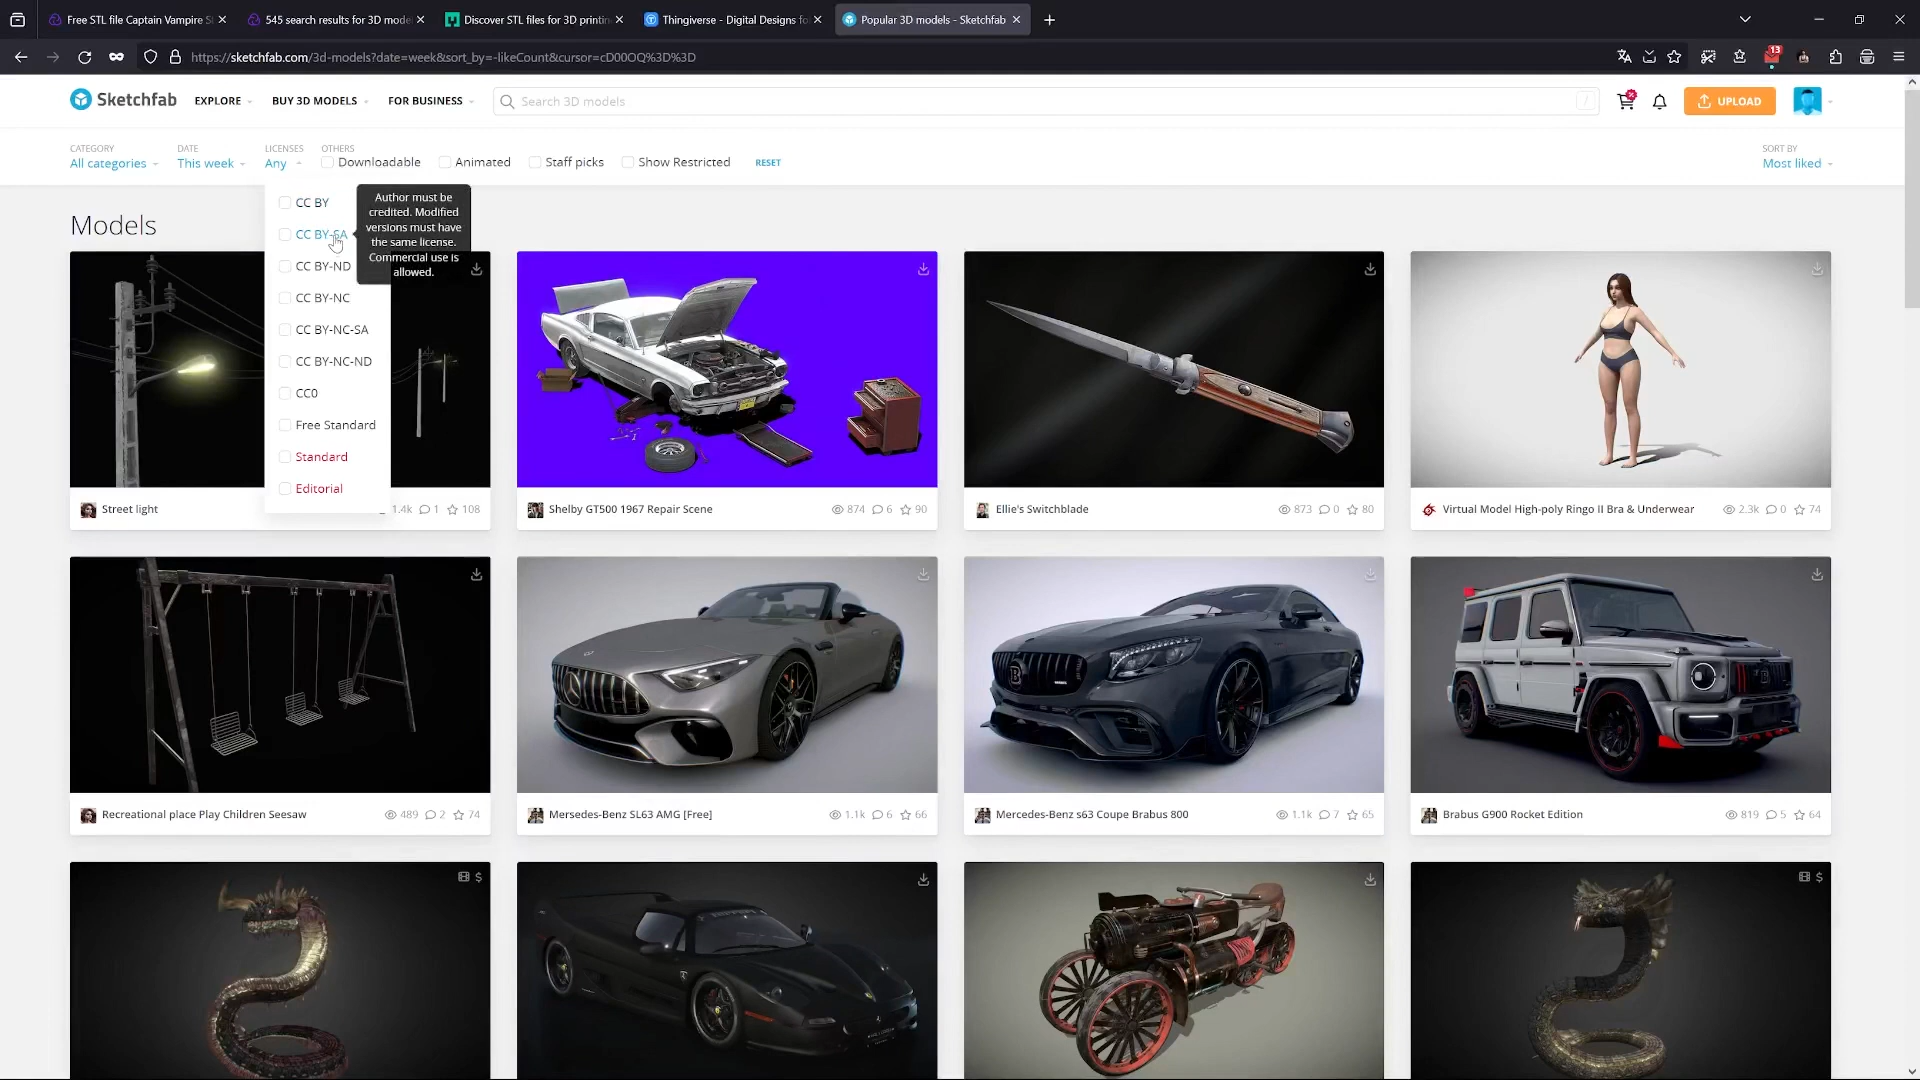 Free STL file Captain Vampire S
545 search results for 3D mode
Discover STL files for 3D printin
Thingiverse - Digital Designs fo
Popular 3D models - Sketchfab
https://sketchfab.com/3d-models?date=week&sort_by=-likeCount&cursor=cD00OQ%3D%3D
13
Sketchfab
EXPLORE
BUY 3D MODELS
FOR BUSINESS
Search 3D models
/
UPLOAD
CATEGORY
All categories
DATE
This week
LICENSES
Any
OTHERS
Downloadable
Animated
Staff picks
Show Restricted
RESET
SORT BY
Most liked
Models
CC BY
CC BY-SA
CC BY-ND
CC BY-NC
CC BY-NC-SA
CC BY-NC-ND
CC0
Free Standard
Standard
Editorial
Author must be
credited. Modified
versions must have
the same license.
Commercial use is
allowed.
Street light
1.4k 1 108
Shelby GT500 1967 Repair Scene
874 6 90
Ellie's Switchblade
873 0 80
Virtual Model High-poly Ringo II Bra & Underwear
2.3k 0 74
Recreational place Play Children Seesaw
489 2 74
Mersedes-Benz SL63 AMG [Free]
1.1k 6 66
Mercedes-Benz s63 Coupe Brabus 800
1.1k 7 65
Brabus G900 Rocket Edition
819 5 64
$
$